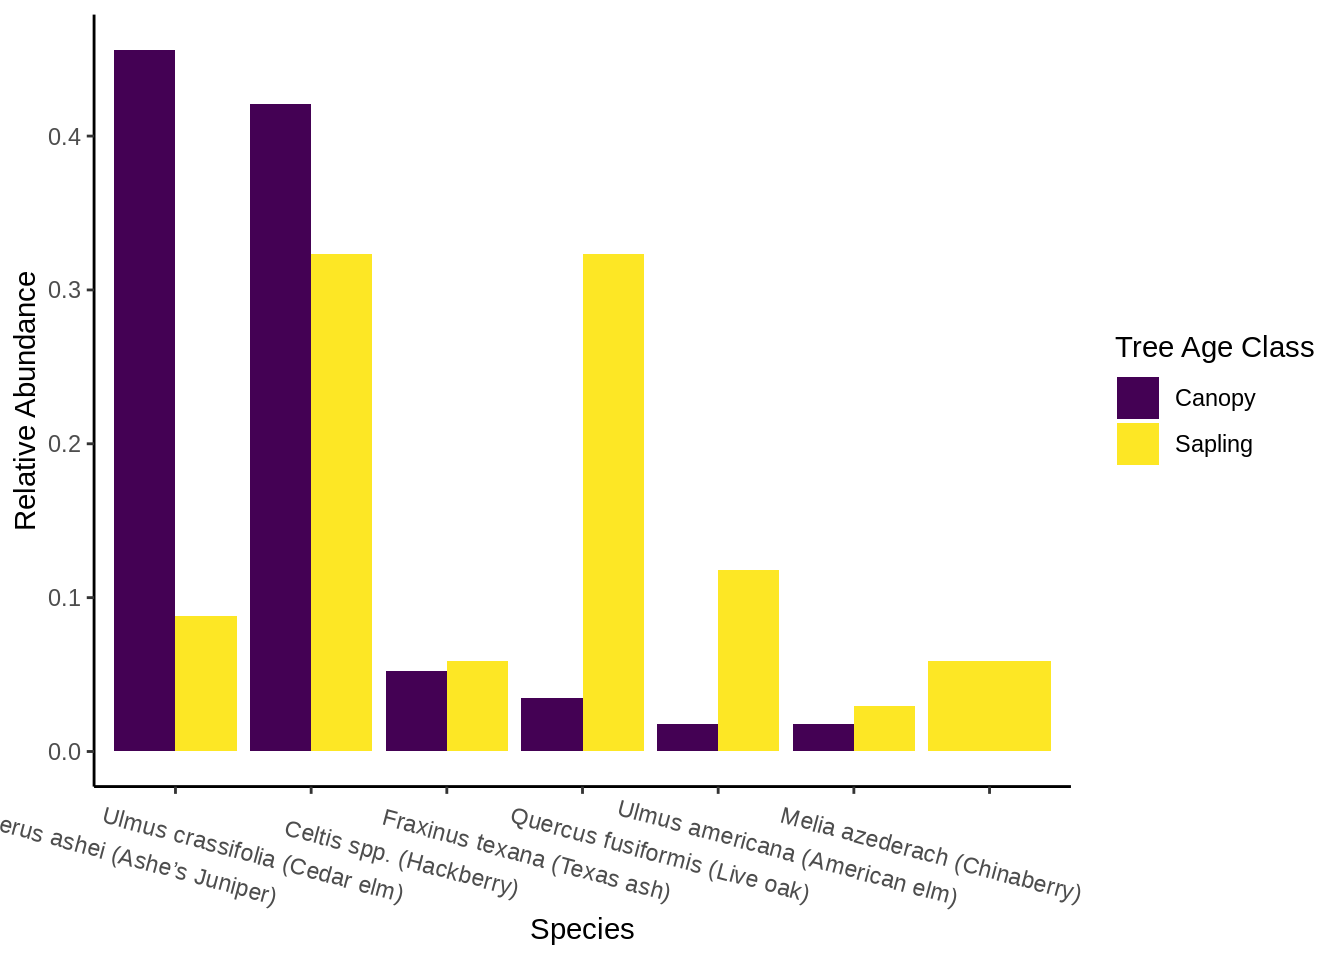 0.4
0.3
0.2
0.1
0.0
Relative Abundance
erus ashei (Ashe’s Juniper)
Ulmus crassifolia (Cedar elm)
Celtis spp. (Hackberry)
Fraxinus texana (Texas ash)
Quercus fusiformis (Live oak)
Ulmus americana (American elm)
Melia azederach (Chinaberry)
Species
Tree Age Class
Canopy
Sapling